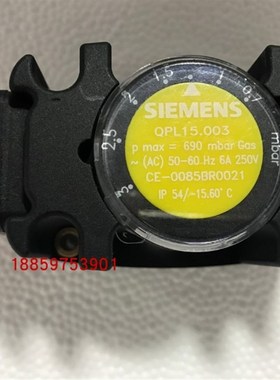 0.7
1
1.5
2
2.5
3
mbar
SIEMENS
QPL15.003
p max = 690 mbar Gas
~ (AC) 50-60.Hz 6A 250V
CE-0085BR0021
IP 54/-15,60° C
18859753901